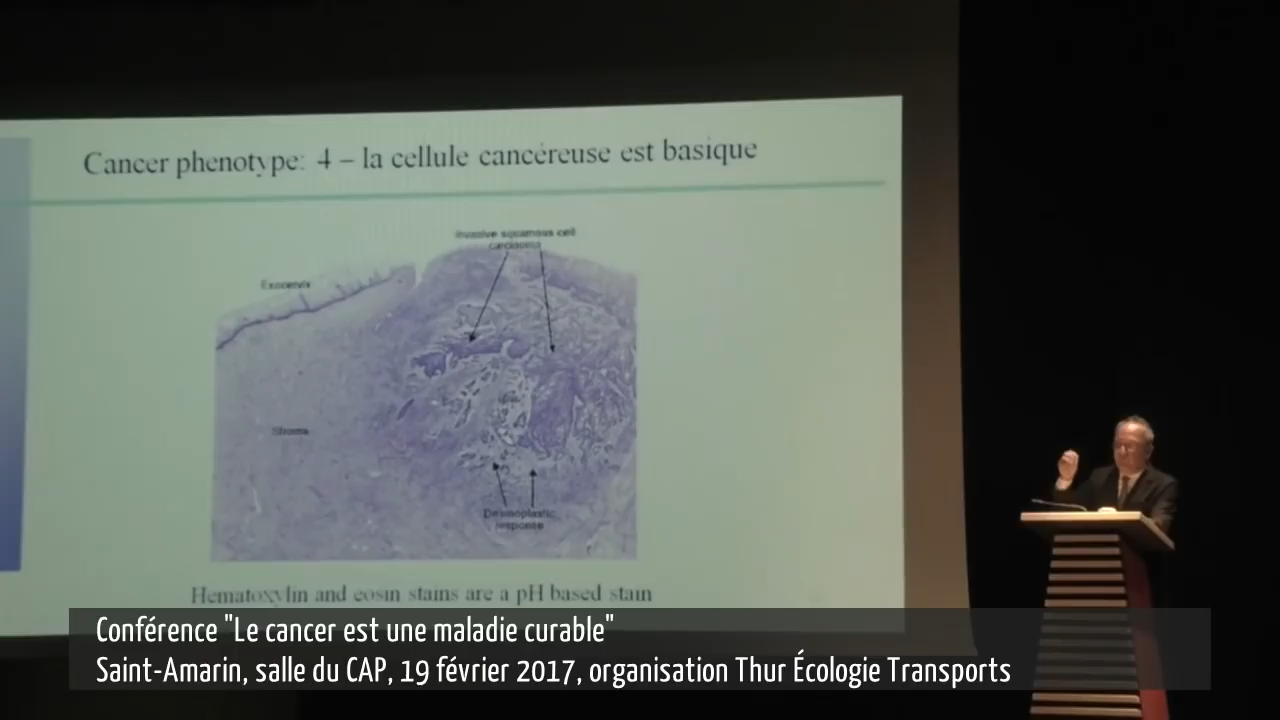 Cancer phenotype: 4 – la cellule cancéreuse est basique
Invasive squamous cell
carcinoma
Exocervix
Stroma
Desmoplastic
response
Hematoxylin and eosin stains are a pH based stain
Conférence "Le cancer est une maladie curable"
Saint-Amarin, salle du CAP, 19 février 2017, organisation Thur Écologie Transports